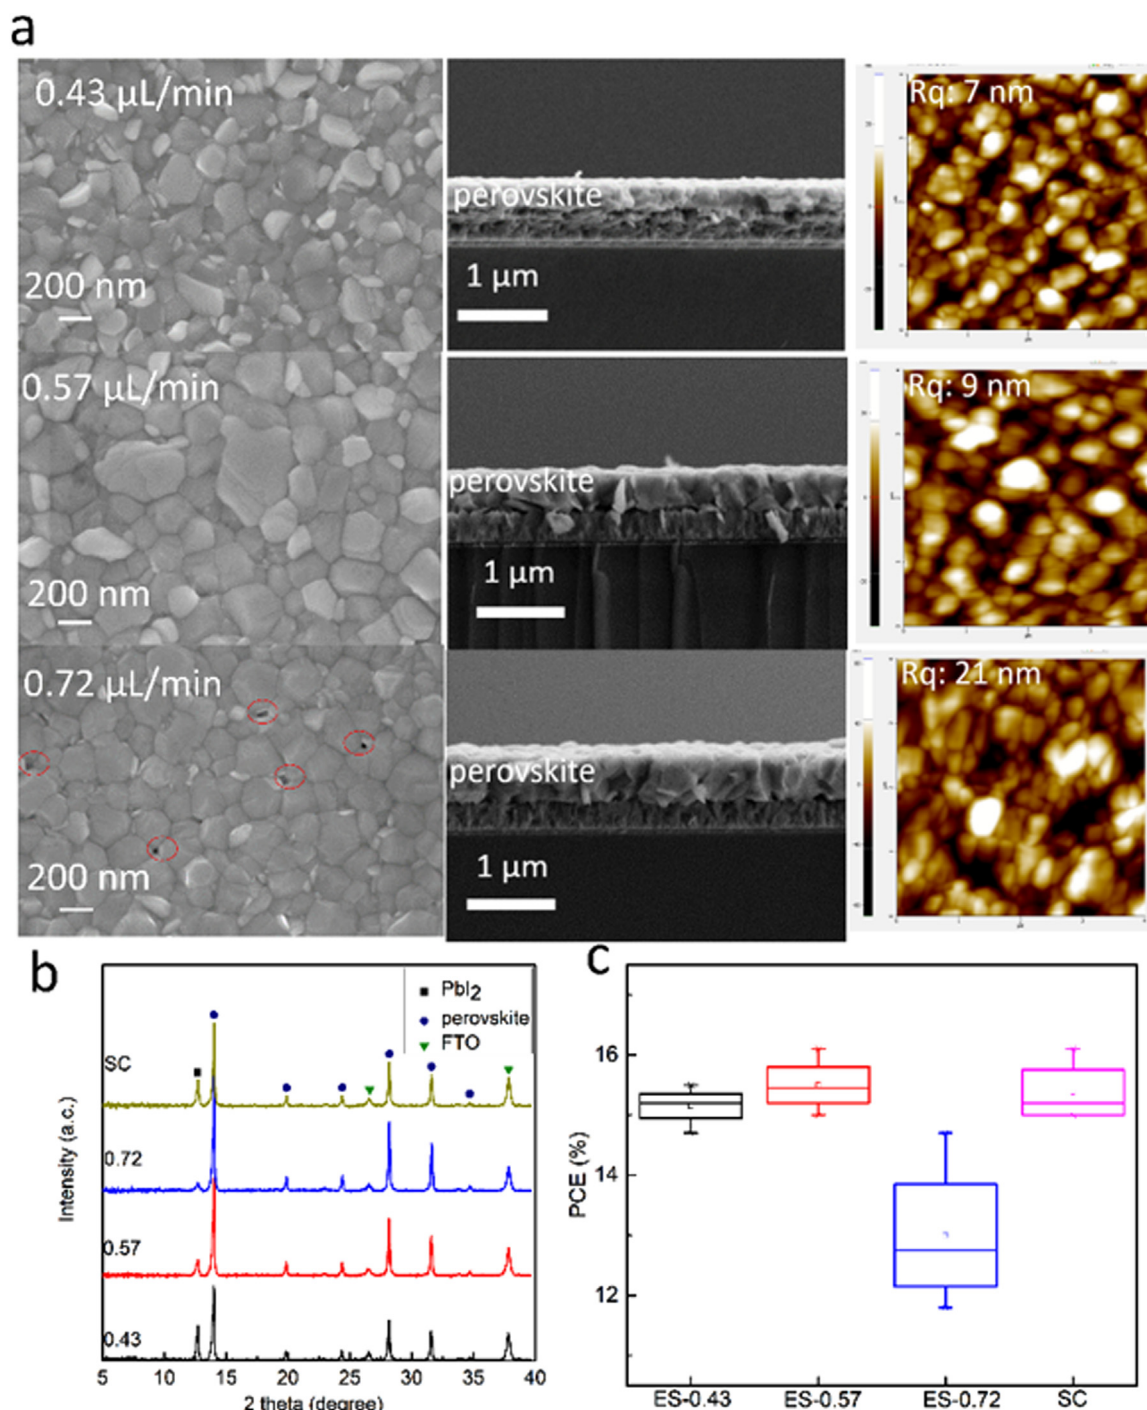 a
0.43 µL/min
200 nm
perovskite
1 µm
Rq: 7 nm
0.57 µL/min
200 nm
perovskite
1 µm
Rq: 9 nm
0.72 µL/min
200 nm
perovskite
1 µm
Rq: 21 nm
b
PbI2
perovskite
FTO
SC
0.72
0.57
0.43
Intensity (a.c.)
5 10 15 20 25 30 35 40
2 theta (degree)
c
16
14
12
PCE (%)
ES-0.43 ES-0.57 ES-0.72 SC